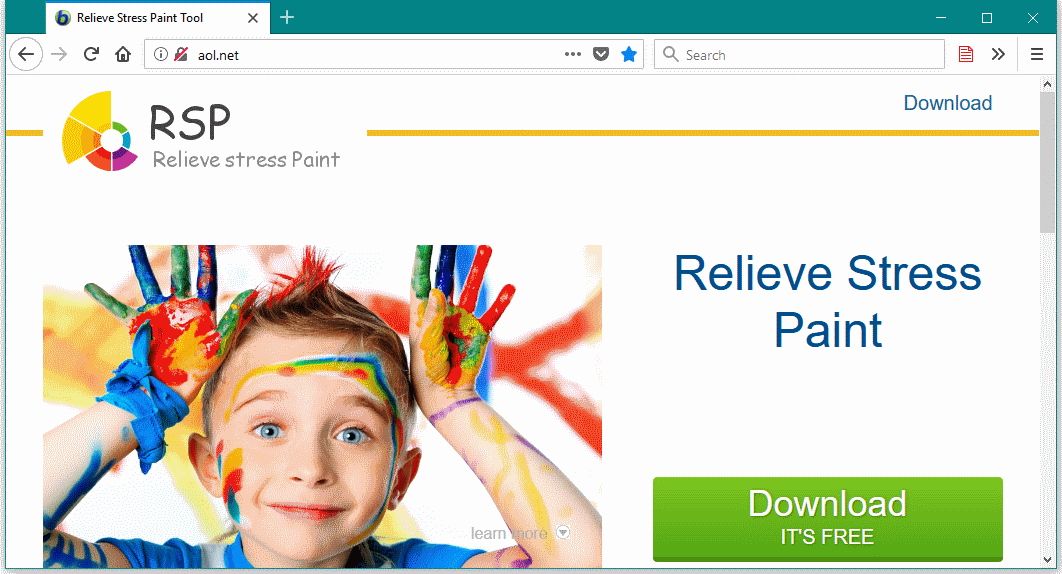 Relieve Stress Paint Tool
aol.net
Search
Download
RSP
Relieve stress Paint
Relieve Stress
Paint
Download
IT'S FREE
learn more